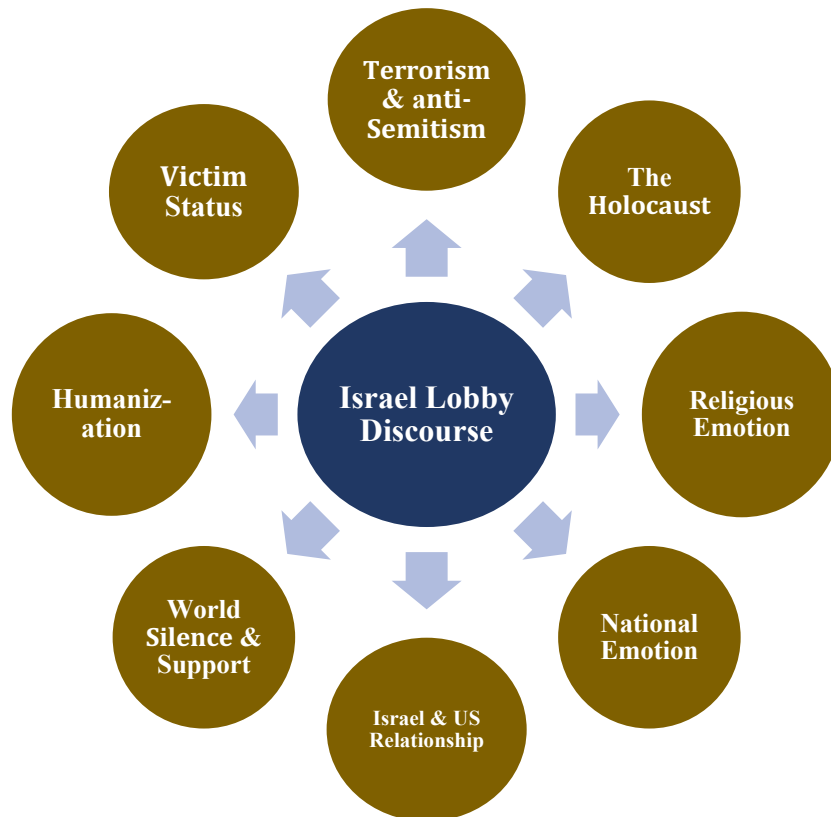 Terrorism
& anti-
Semitism
The
Holocaust
Religious
Emotion
National
Emotion
Israel & US
Relationship
World
Silence &
Support
Humaniz-
ation
Victim
Status
Israel Lobby
Discourse